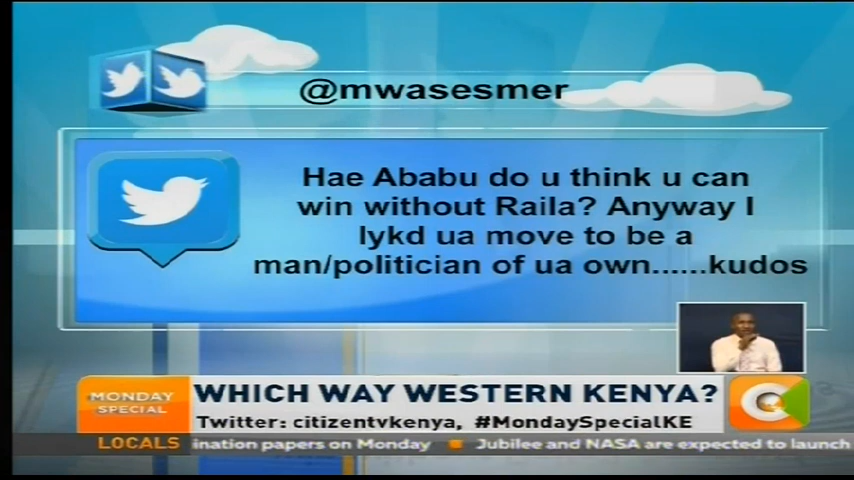 @mwasesmer
Hae Ababu do u think u can
win without Raila? Anyway I
lykd ua move to be a
man/politician of ua own......kudos
MONDAY
SPECIAL
WHICH WAY WESTERN KENYA?
Twitter: citizentvkenya, #MondaySpecialKE
LOCALS
ination papers on Monday
Jubilee and NASA are expected to launch